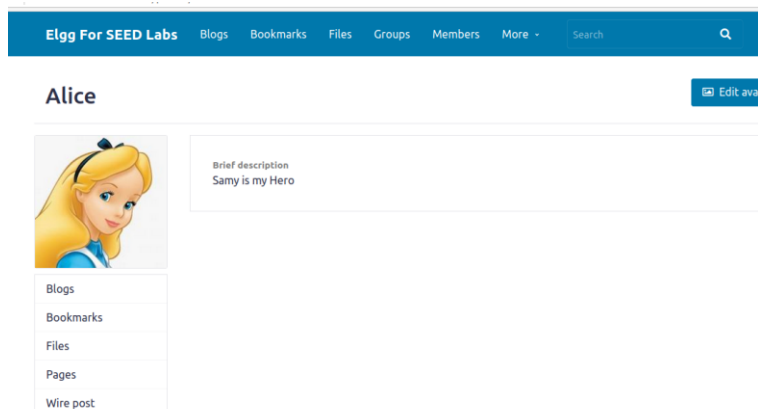 Elgg For SEED Labs Blogs Bookmarks Files Groups Members More Search
Alice
Edit
Brief description
Samy is my Hero
Blogs
Bookmarks
Files
Pages
Wire post